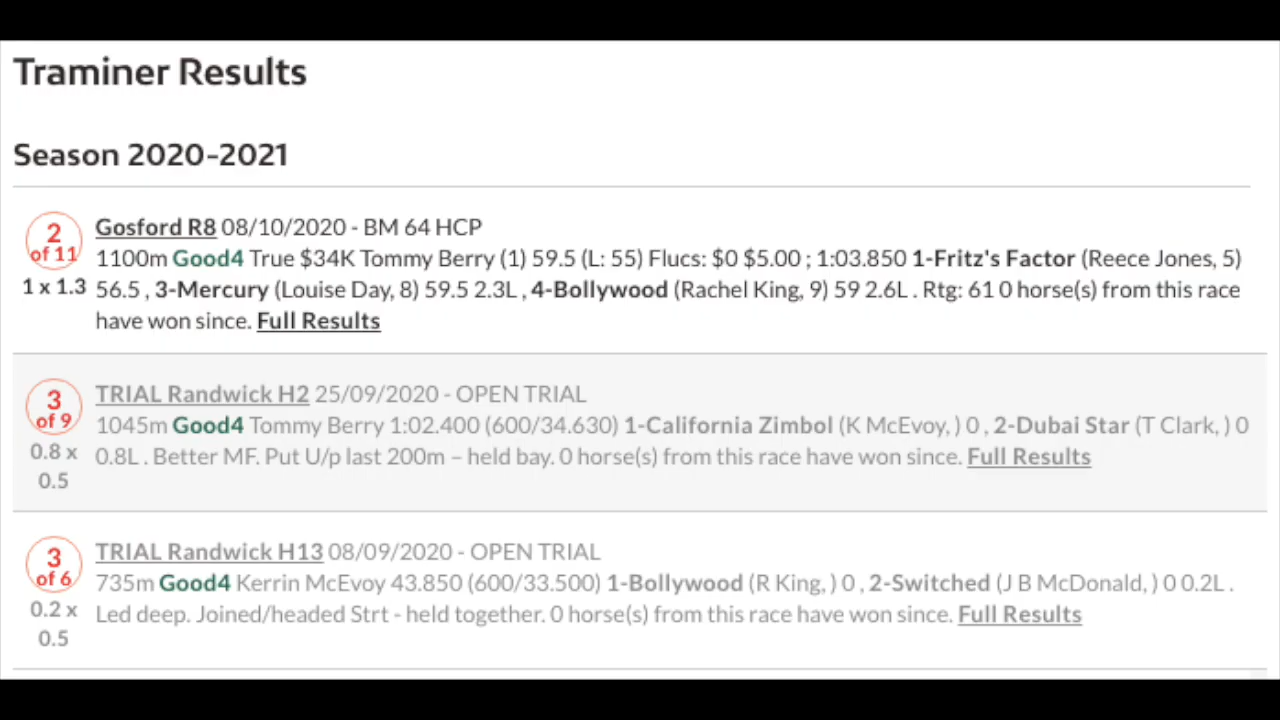 Traminer Results
Season 2020-2021
2
of 11
1 x 1.3
Gosford R8 08/10/2020 - BM 64 HCP
1100m Good4 True $34K Tommy Berry (1) 59.5 (L: 55) Flucs: $0 $5.00 ; 1:03.850 1-Fritz's Factor (Reece Jones, 5)
56.5 , 3-Mercury (Louise Day, 8) 59.5 2.3L , 4-Bollywood (Rachel King, 9) 59 2.6L . Rtg: 61 0 horse(s) from this race
have won since. Full Results
3
of 9
0.8 x
0.5
TRIAL Randwick H2 25/09/2020 - OPEN TRIAL
1045m Good4 Tommy Berry 1:02.400 (600/34.630) 1-California Zimbol (K McEvoy, ) 0 , 2-Dubai Star (T Clark, ) 0
0.8L . Better MF. Put U/p last 200m – held bay. 0 horse(s) from this race have won since. Full Results
3
of 6
0.2 x
0.5
TRIAL Randwick H13 08/09/2020 - OPEN TRIAL
735m Good4 Kerrin McEvoy 43.850 (600/33.500) 1-Bollywood (R King, ) 0 , 2-Switched (J B McDonald, ) 0 0.2L .
Led deep. Joined/headed Strt - held together. 0 horse(s) from this race have won since. Full Results